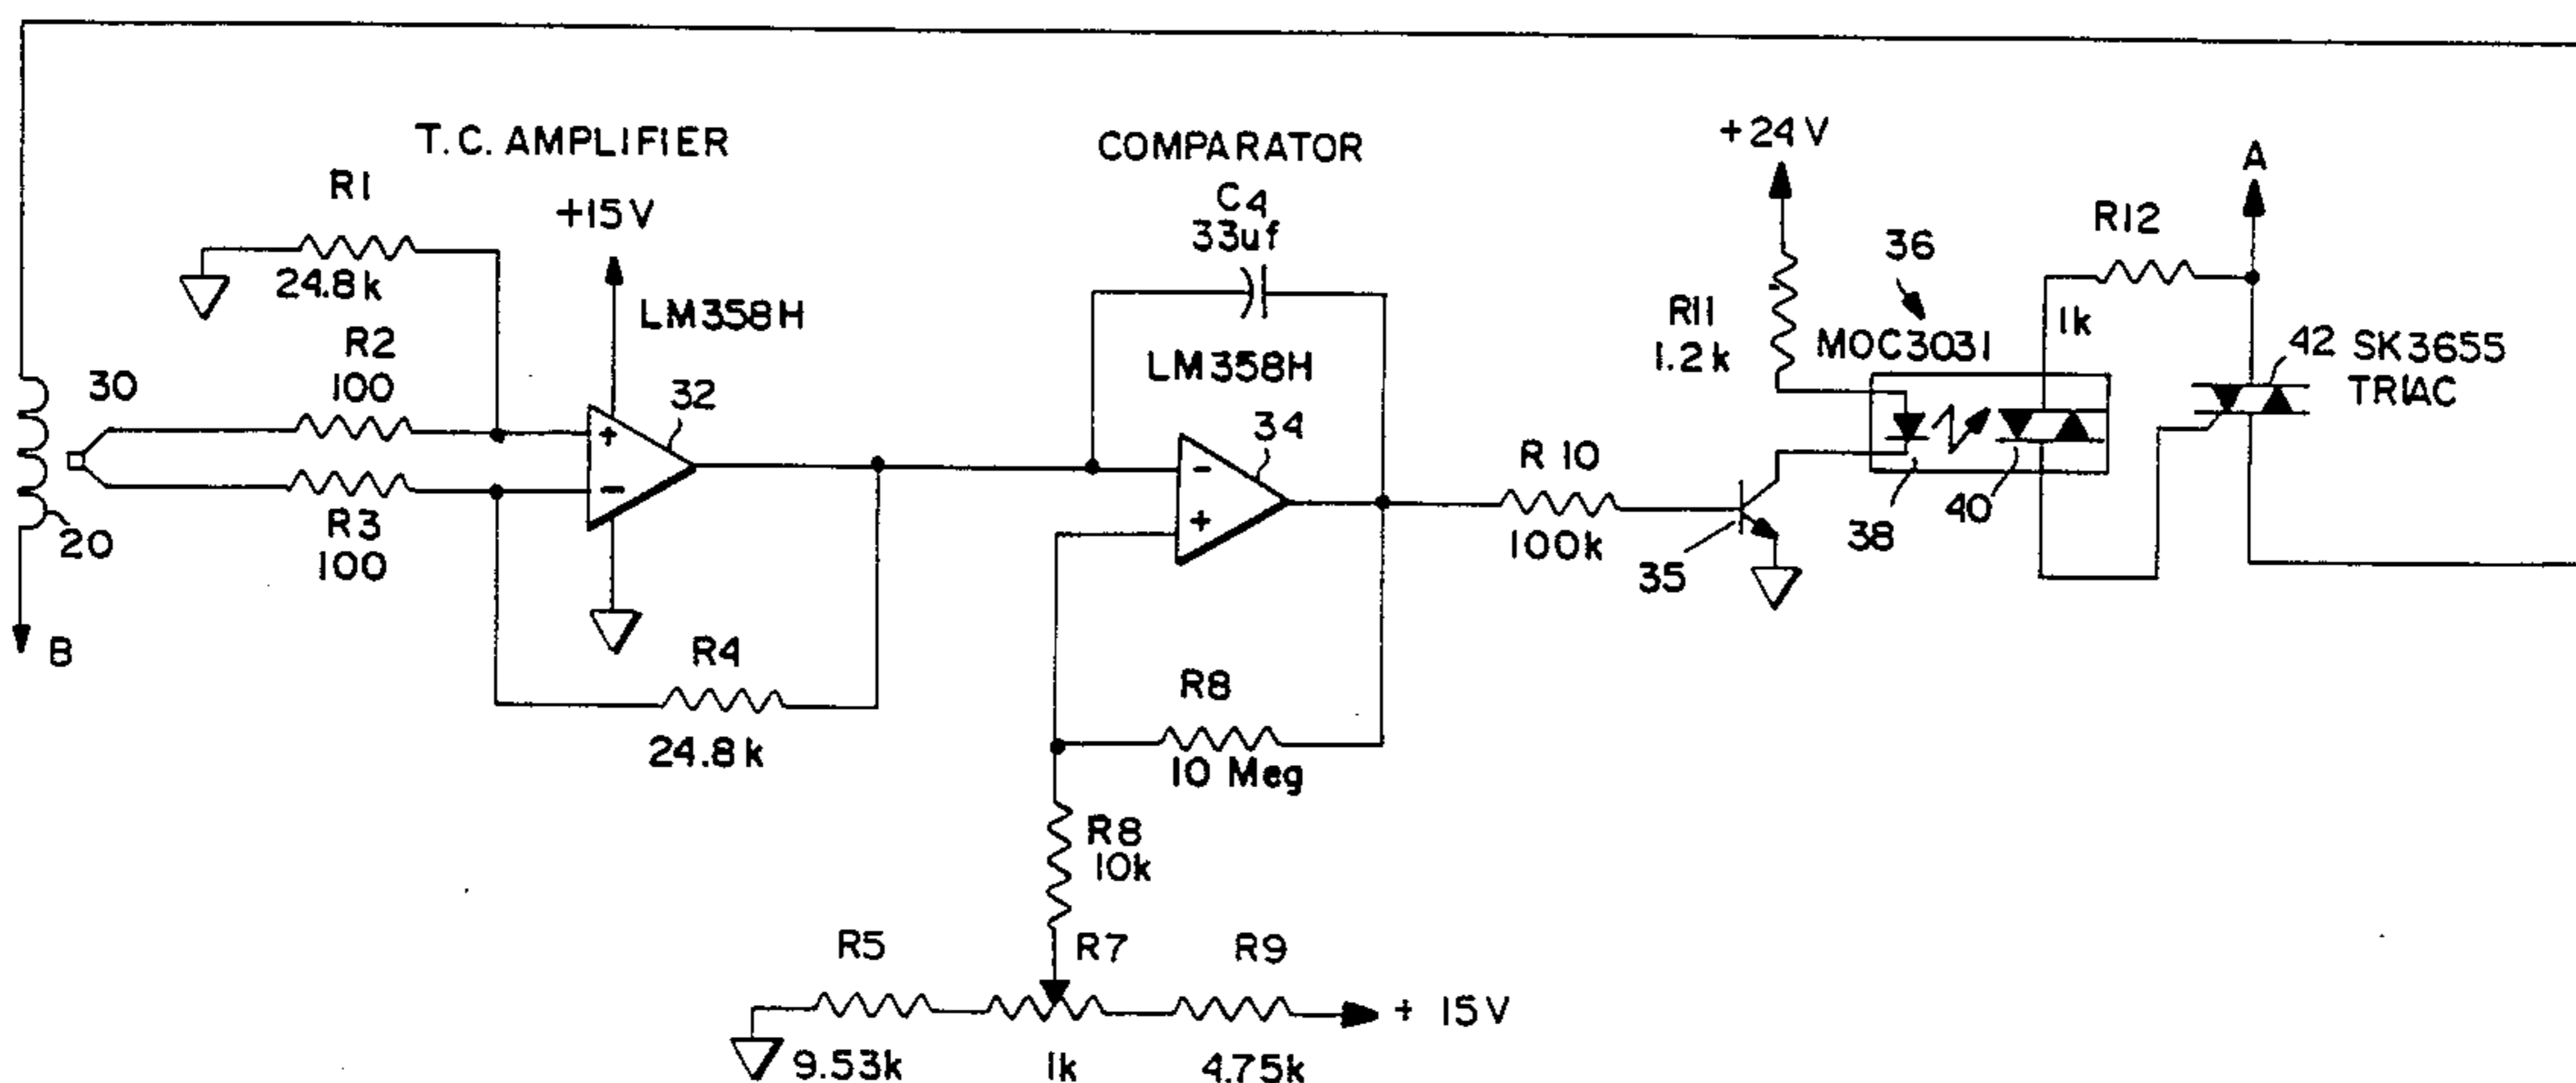 T.C. AMPLIFIER
COMPARATOR
+24V
A
R1
+15V
C4
33uf
R12
24.8k
LM358H
36
R11
1.2k
MOC3031
1k
42 SK3655
TRIAC
R2
100
30
32
LM358H
34
R3
100
20
R10
100k
38
40
35
B
R4
24.8k
R8
10 Meg
R8
10k
R5
R7
R9
+ 15V
9.53k
1k
4.75k
+
-
-
+